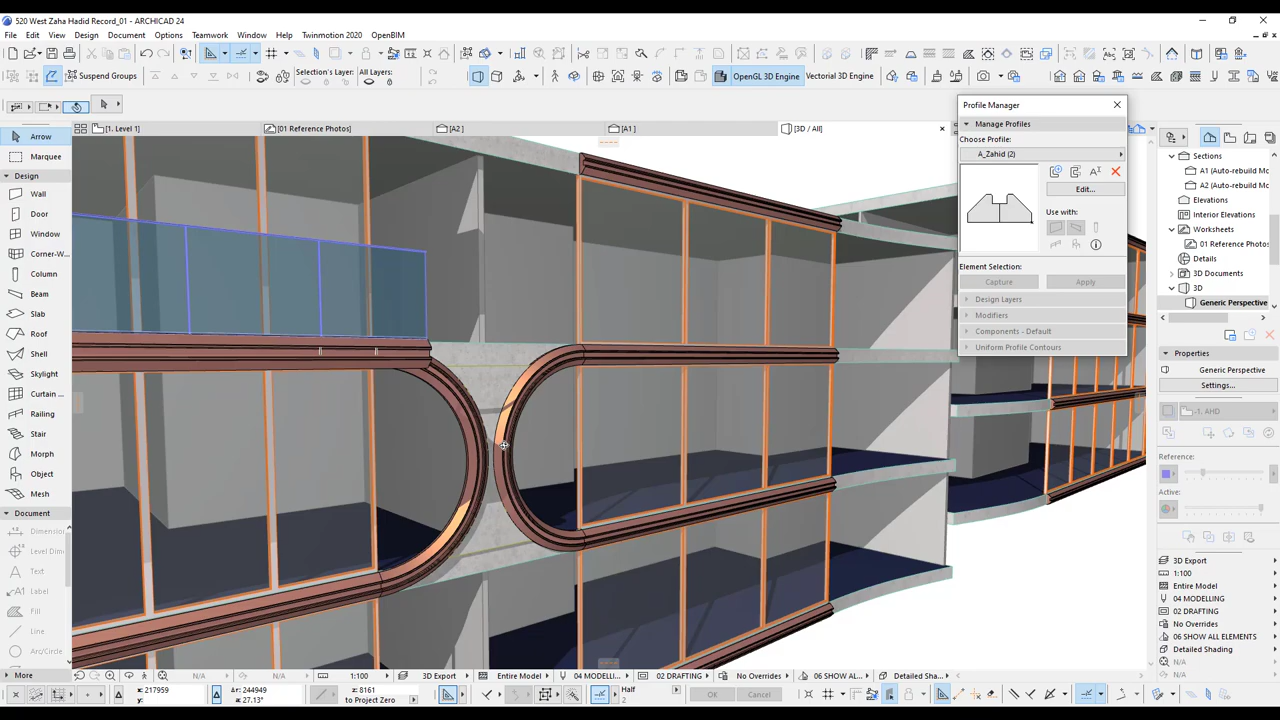 520 West Zaha Hadid Record_01 - ARCHICAD 24
File Edit View Design Document Options Teamwork Window Help Twinmotion 2020 OpenBIM
Suspend Groups
Selection's Layer:
All Layers:
OpenGL 3D Engine
Vectorial 3D Engine
[1. Level 1]
[01 Reference Photos]
[A2 ]
[A1 ]
[3D / All]
Arrow
Marquee
Design
Wall
Door
Window
Corner-W...
Column
Beam
Slab
Roof
Shell
Skylight
Curtain ...
Railing
Stair
Morph
Object
Mesh
Document
Dimension
Level Dim
Text
Label
Fill
Line
Arc/Circle
More
Profile Manager
Manage Profiles
Choose Profile:
A_Zahid (2)
Edit...
Use with:
Element Selection:
Capture
Apply
Design Layers
Modifiers
Components - Default
Uniform Profile Contours
Sections
A1 (Auto-rebuild Mo
A2 (Auto-rebuild Mo
Elevations
Interior Elevations
Worksheets
01 Reference Photos
Details
3D Documents
3D
Generic Perspective
Properties
Generic Perspective
Settings...
-1. AHD
Reference:
Active:
3D Export
1:100
Entire Model
04 MODELLING
02 DRAFTING
No Overrides
06 SHOW ALL ELEMENTS
Detailed Shading
N/A
N/A
N/A
1:100
3D Export
Entire Model
04 MODELL...
02 DRAFTING
No Overrides
06 SHOW AL...
Detailed Sha...
x: 217959
y: N/A
Δr: 244949
∝: 27.13°
z: 8161
to Project Zero
Half
2
OK
Cancel
N/A